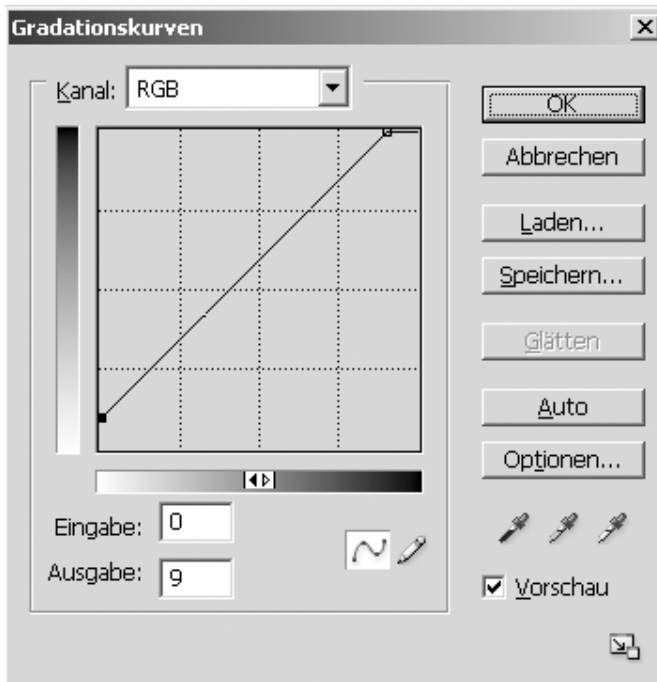 Gradationskurven
Kanal: RGB
OK
Abbrechen
Laden...
Speichern...
Glätten
Auto
Optionen...
Eingabe: 0
Ausgabe: 9
Vorschau